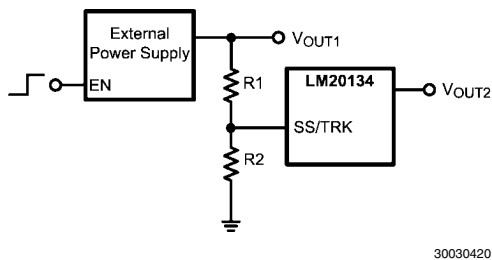 External
Power Supply
EN
VOUT1
R1
LM20134
SS/TRK
VOUT2
R2
30030420